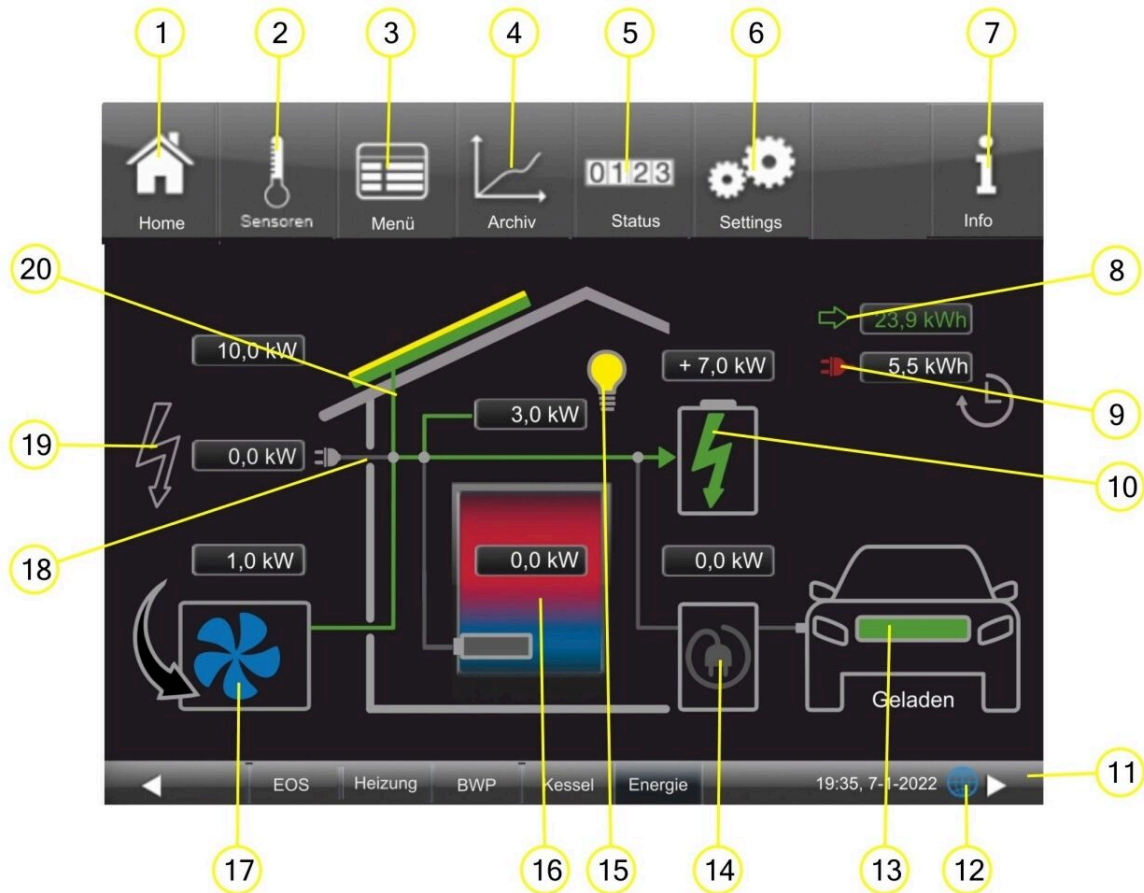 1 2 3 4 5 6 7
0123
Home Sensoren Menü Archiv Status Settings Info
20
8
10,0 kW
23,9 kWh
+ 7,0 kW
5,5 kWh
3,0 kW
9
19
0,0 kW
10
18
1,0 kW
0,0 kW
0,0 kW
Geladen
11
EOS Heizung BWP Kessel Energie 19:35, 7-1-2022
17 16 15 14 13 12